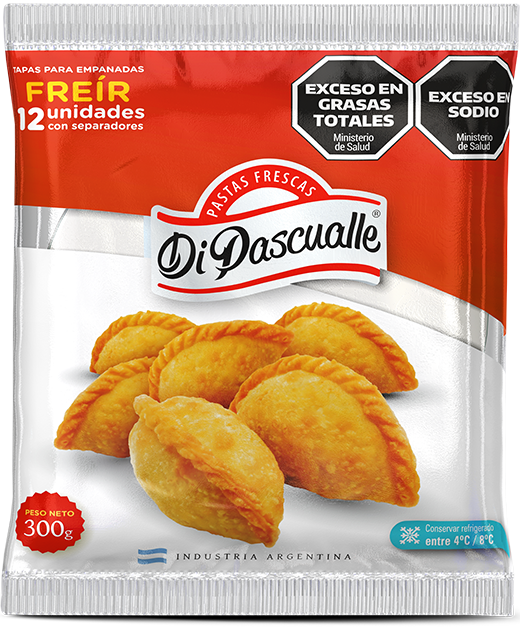 TAPAS PARA EMPANADAS
FREÍR
12 unidades
con separadores
EXCESO EN
GRASAS
TOTALES
Ministerio
de Salud
EXCESO EN
SODIO
Ministerio
de Salud
PASTAS FRESCAS
Di Pascualle ®
PESO NETO
300g
Conservar refrigerado
entre 4°C / 8°C
INDUSTRIA ARGENTINA